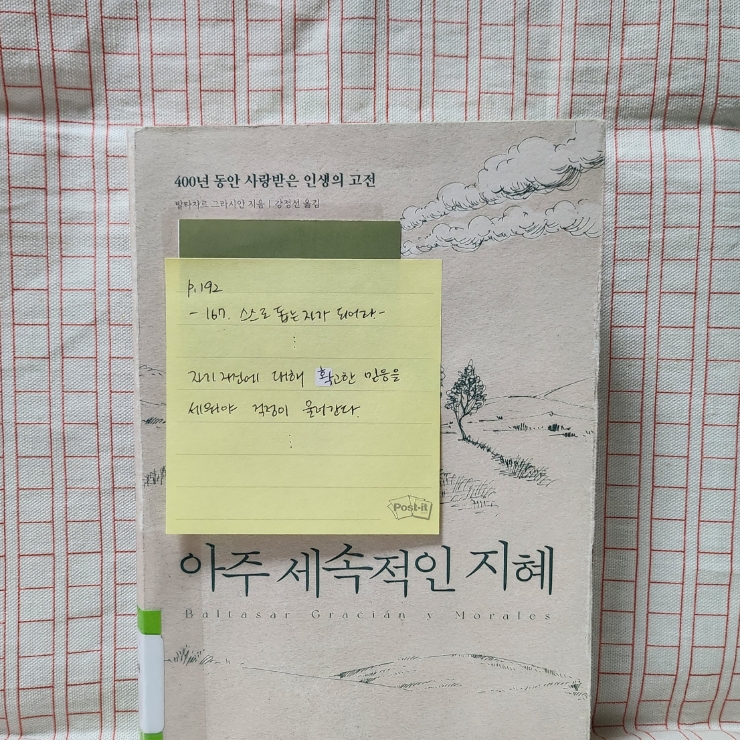 400년 동안 사랑받은 인생의 고전
발타자르 그라시안 지음 | 강정선 옮김
p.192
- 167. 스스로 돕는 자가 되어라. -
⋮
자기 자신에 대해 확고한 믿음을
세워야 걱정이 물러간다
⋮
Post-it
아주 세속적인 지혜
Baltasar Gracián y Morales